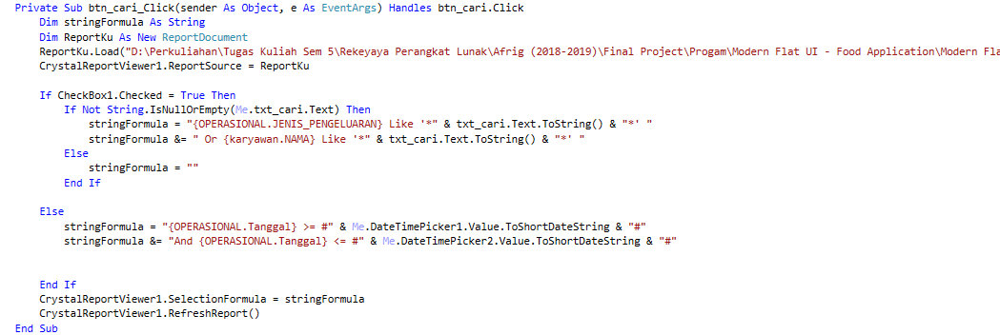 Private Sub btn_cari_Click(sender As Object, e As EventArgs) Handles btn_cari.Click
Dim stringFormula As String
Dim ReportKu As New ReportDocument
ReportKu.Load("D:\Perkuliahan\Tugas Kuliah Sem 5\Rekeyaya Perangkat Lunak\Afrig (2018-2019)\Final Project\Progam\Modern Flat UI - Food Application\Modern Fla
CrystalReportViewer1.ReportSource = ReportKu
If CheckBox1.Checked = True Then
If Not String.IsNullOrEmpty(Me.txt_cari.Text) Then
stringFormula = "{OPERASIONAL.JENIS_PENGELUARAN} Like '*" & txt_cari.Text.ToString() & "*' "
stringFormula &= " Or {karyawan.NAMA} Like '*" & txt_cari.Text.ToString() & "*' "
Else
stringFormula = ""
End If
Else
stringFormula = "{OPERASIONAL.Tanggal} >= #" & Me.DateTimePicker1.Value.ToShortDateString & "#"
stringFormula &= "And {OPERASIONAL.Tanggal} <= #" & Me.DateTimePicker2.Value.ToShortDateString & "#"
End If
CrystalReportViewer1.SelectionFormula = stringFormula
CrystalReportViewer1.RefreshReport()
End Sub